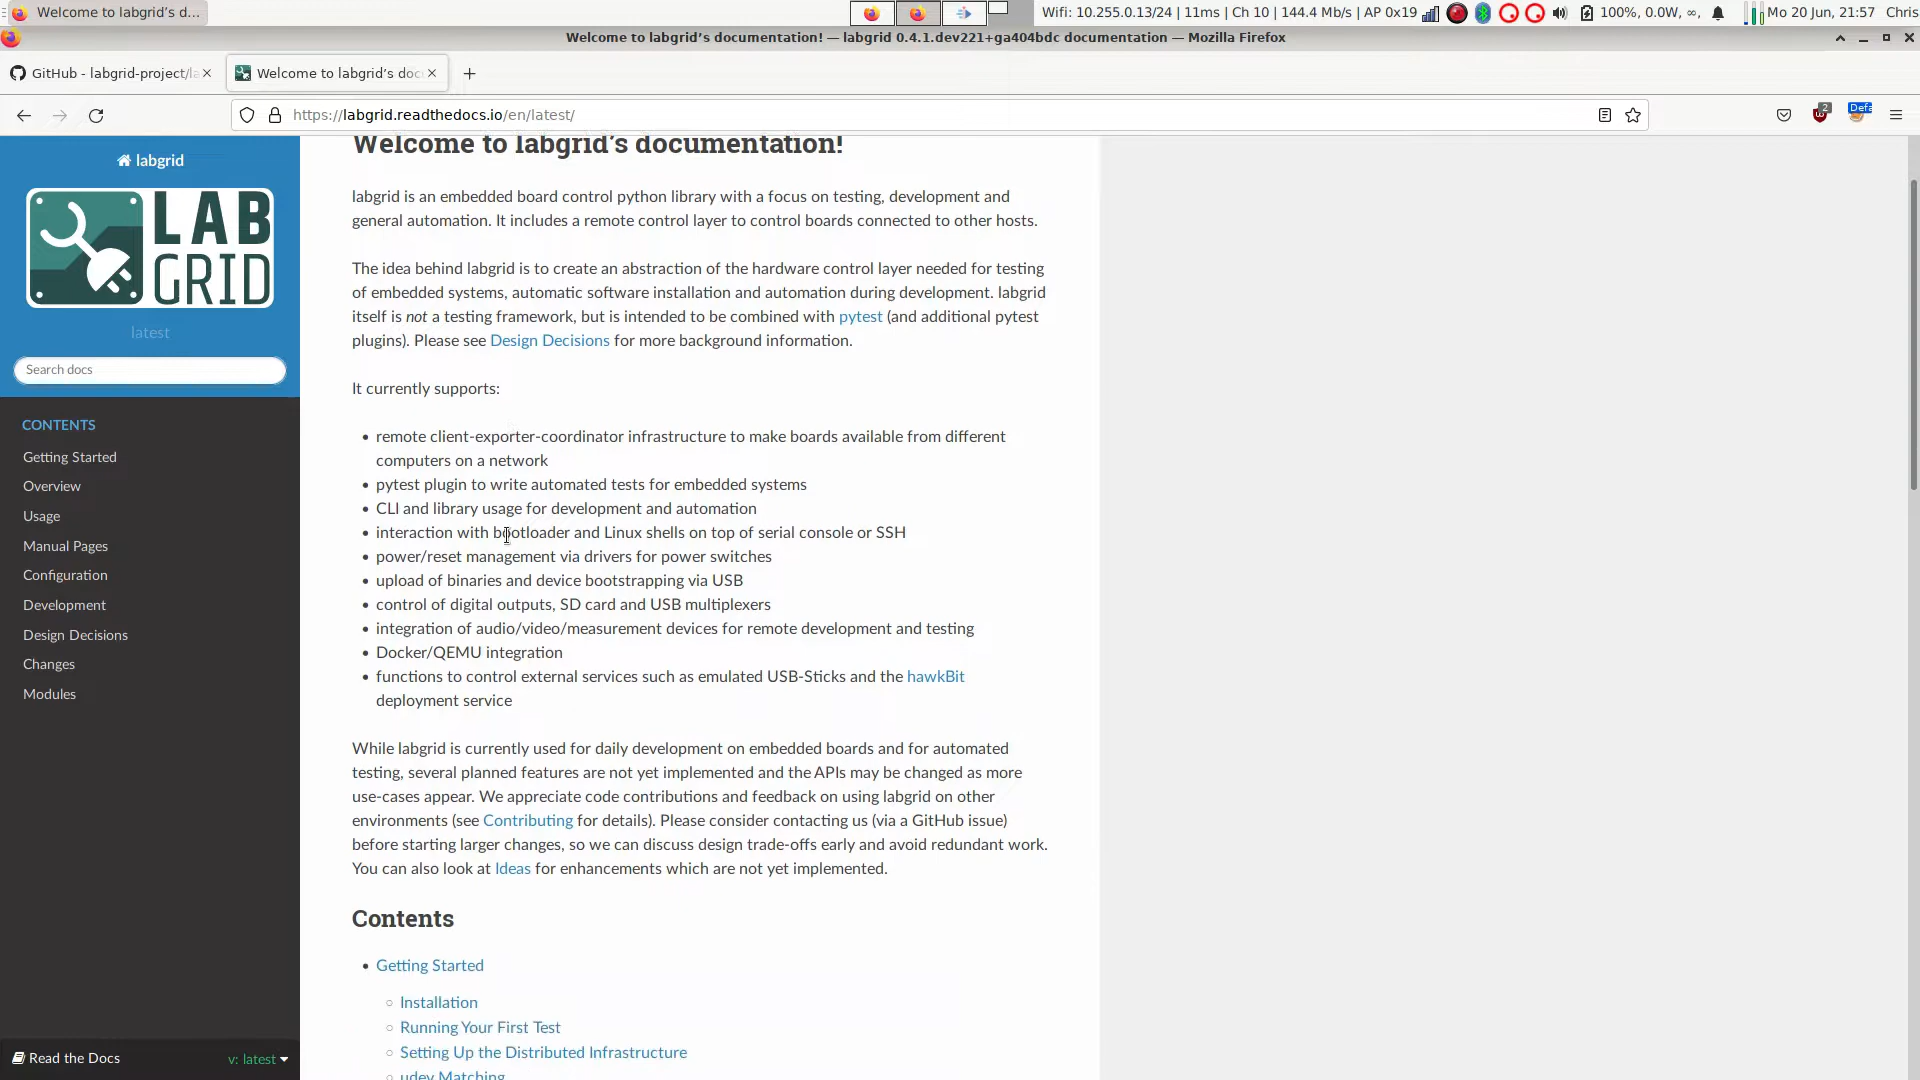 Welcome to labgrid’s d...
Wifi: 10.255.0.13/24 | 11ms | Ch 10 | 144.4 Mb/s | AP 0x19
100%, 0.0W, ∞,
Mo 20 Jun, 21:57
Chris
Welcome to labgrid’s documentation! — labgrid 0.4.1.dev221+ga404bdc documentation — Mozilla Firefox
GitHub - labgrid-project/la
Welcome to labgrid’s doc
https://labgrid.readthedocs.io/en/latest/
2
Defa
labgrid
LAB
GRID
latest
Search docs
CONTENTS
Getting Started
Overview
Usage
Manual Pages
Configuration
Development
Design Decisions
Changes
Modules
Read the Docs
v: latest
Welcome to labgrid’s documentation!
labgrid is an embedded board control python library with a focus on testing, development and
general automation. It includes a remote control layer to control boards connected to other hosts.
The idea behind labgrid is to create an abstraction of the hardware control layer needed for testing
of embedded systems, automatic software installation and automation during development. labgrid
itself is not a testing framework, but is intended to be combined with pytest (and additional pytest
plugins). Please see Design Decisions for more background information.
It currently supports:
• remote client-exporter-coordinator infrastructure to make boards available from different
computers on a network
• pytest plugin to write automated tests for embedded systems
• CLI and library usage for development and automation
• interaction with bootloader and Linux shells on top of serial console or SSH
• power/reset management via drivers for power switches
• upload of binaries and device bootstrapping via USB
• control of digital outputs, SD card and USB multiplexers
• integration of audio/video/measurement devices for remote development and testing
• Docker/QEMU integration
• functions to control external services such as emulated USB-Sticks and the hawkBit
deployment service
While labgrid is currently used for daily development on embedded boards and for automated
testing, several planned features are not yet implemented and the APIs may be changed as more
use-cases appear. We appreciate code contributions and feedback on using labgrid on other
environments (see Contributing for details). Please consider contacting us (via a GitHub issue)
before starting larger changes, so we can discuss design trade-offs early and avoid redundant work.
You can also look at Ideas for enhancements which are not yet implemented.
Contents
• Getting Started
○ Installation
○ Running Your First Test
○ Setting Up the Distributed Infrastructure
udev Matching